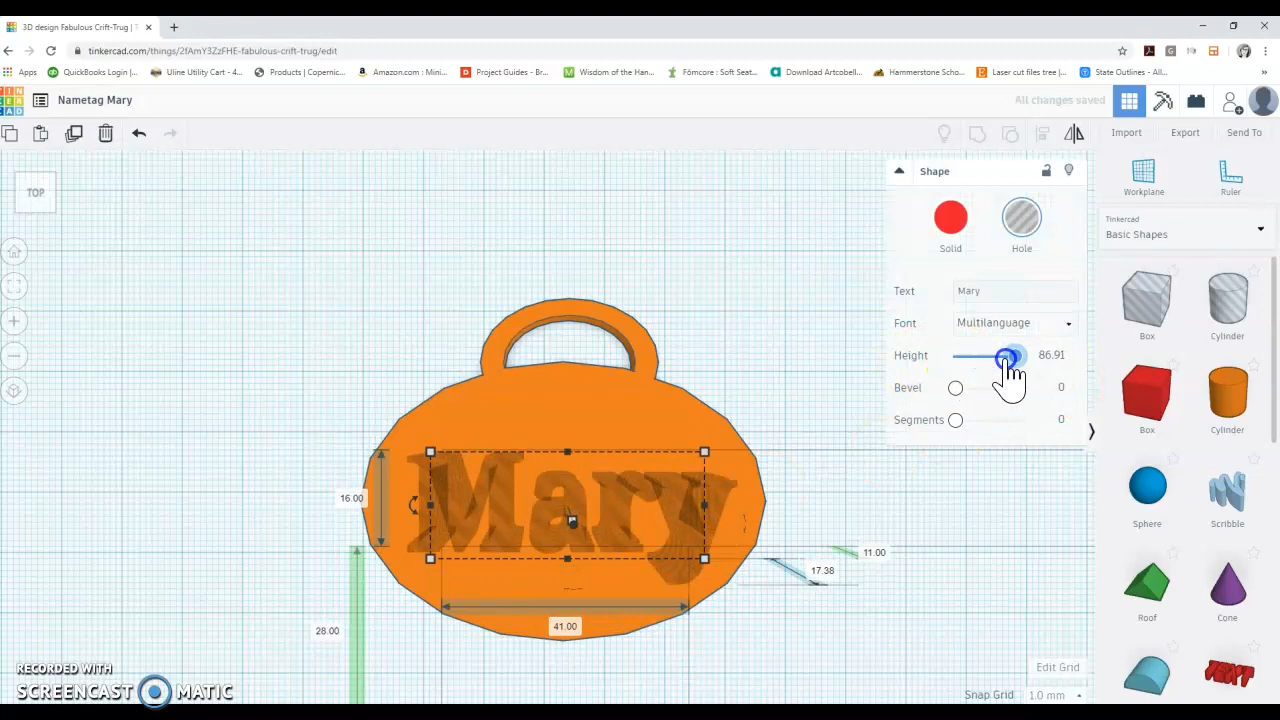 3D design Fabulous Crift-Trug | T
tinkercad.com/things/2fAmY3ZzFHE-fabulous-crift-trug/edit
Apps QuickBooks Login |... Uline Utility Cart - 4... Products | Copernic... Amazon.com : Mini... Project Guides - Br... Wisdom of the Han... Fōmcore : Soft Seat... Download Artcobell... Hammerstone Scho... Laser cut files tree |... State Outlines - All...
TIN
KER
CAD
Nametag Mary
All changes saved
Import Export Send To
TOP
Shape
Solid
Hole
Text Mary
Font Multilanguage
Height 86.91
Bevel 0
Segments 0
Workplane
Ruler
Tinkercad
Basic Shapes
Box
Cylinder
Box
Cylinder
Sphere
Scribble
Roof
Cone
TEXT
Mary
16.00
11.00
17.38
41.00
28.00
Edit Grid
Snap Grid 1.0 mm
RECORDED WITH
SCREENCAST MATIC